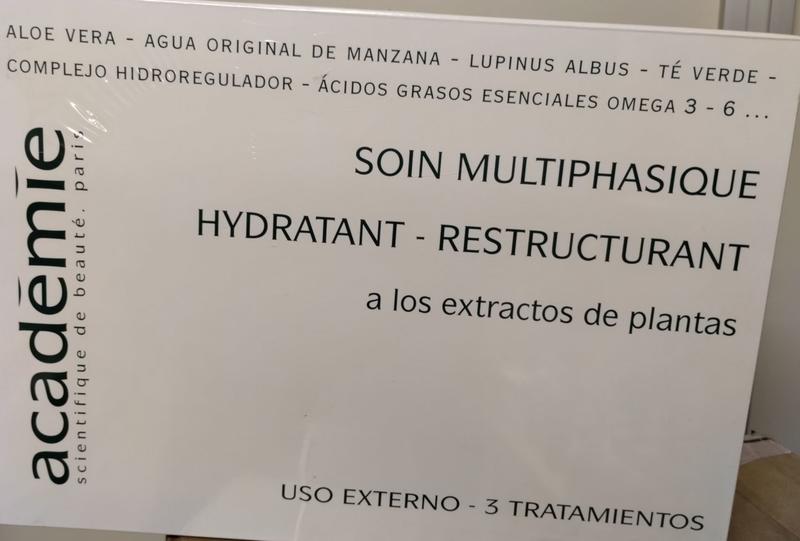 ALOE VERA - AGUA ORIGINAL DE MANZANA - LUPINUS ALBUS - TÉ VERDE -
COMPLEJO HIDROREGULADOR - ÁCIDOS GRASOS ESENCIALES OMEGA 3 - 6 ...
SOIN MULTIPHASIQUE
HYDRATANT - RESTRUCTURANT
a los extractos de plantas
académie
scientifique de beauté. paris
USO EXTERNO - 3 TRATAMIENTOS